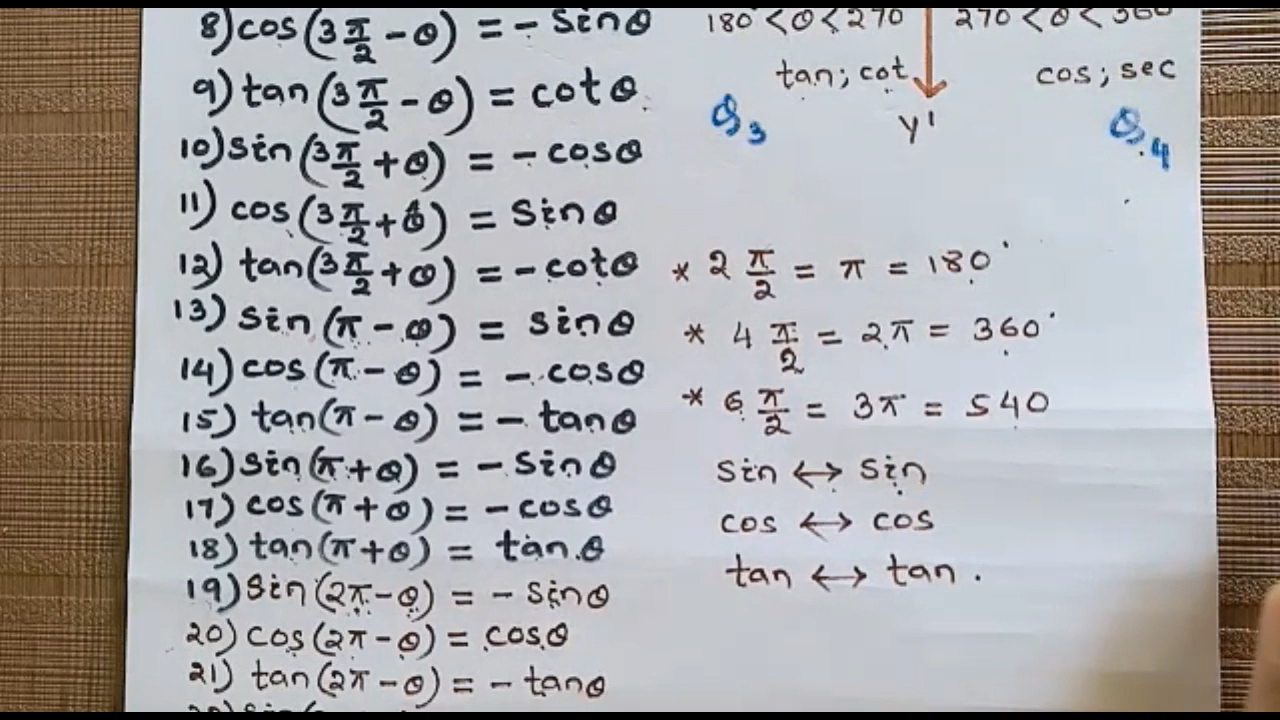 8) cos(3π/2 - θ) = - sinθ
9) tan(3π/2 - θ) = cotθ
10) sin(3π/2 + θ) = - cosθ
11) cos(3π/2 + θ) = Sinθ
12) tan(3π/2 + θ) = - cotθ
13) sin(π - θ) = sinθ
14) cos(π - θ) = - cosθ
15) tan(π - θ) = - tanθ
16) sin(π + θ) = - sinθ
17) cos(π + θ) = - cosθ
18) tan(π + θ) = tanθ
19) sin(2π - θ) = - sinθ
20) cos(2π - θ) = cosθ
21) tan(2π - θ) = - tanθ
180 < θ < 270
270 < θ < 360
tan; cot
cos; sec
Q3
Y'
Q4
* 2 π/2 = π = 180°
* 4 π/2 = 2π = 360°
* 6 π/2 = 3π = 540
sin ↔ sin
cos ↔ cos
tan ↔ tan.